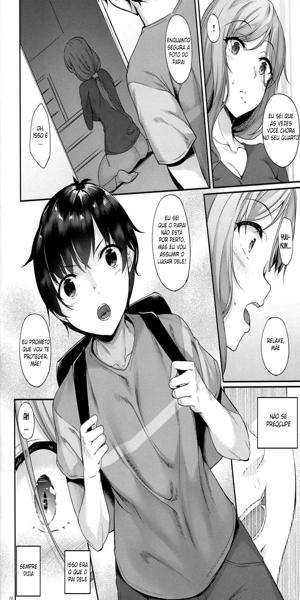 !
ENQUANTO
SEGURA A
FOTO DO
PAPAI
EU SEI
QUE AS
VEZES
VOCÊ CHORA
NO SEU QUARTO
OH,
ISSO É
...
YUU-
KUN...
EU SEI
QUE O PAPAI
NÃO ESTÁ
POR PERTO,
MAS EU VOU
ASSUMIR O
LUGAR DELE!
RELAXE,
MÃE
EU PROMETO
QUE VOU TE
PROTEGER,
MÃE!
NÃO SE
PREOCUPE
AH
...
ISSO ERA
O QUE O
PAI DELE
SEMPRE
DIZIA